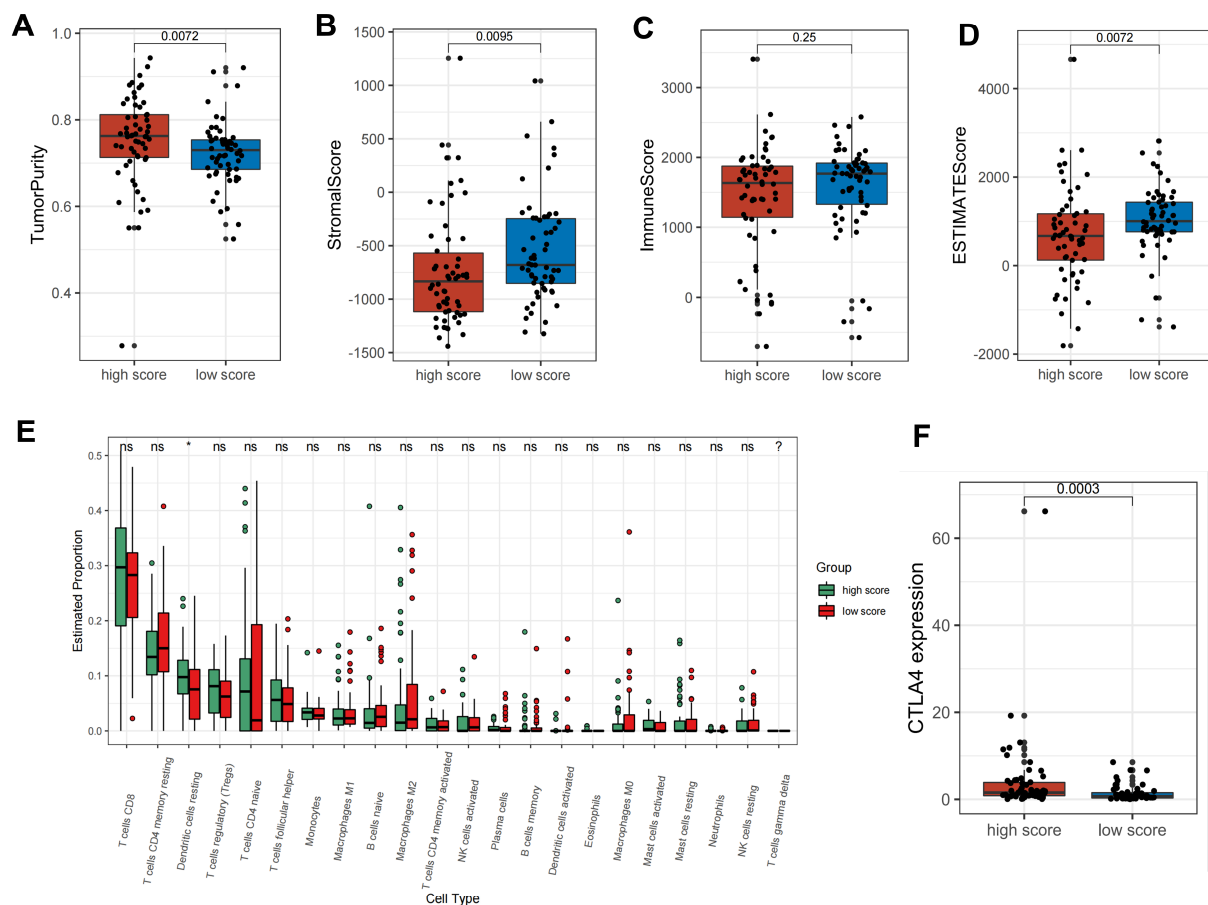 A
0.0072
1.0
0.8
0.6
0.4
TumorPurity
high score
low score
B
0.0095
1500
1000
500
0
-500
-1000
-1500
StromalScore
high score
low score
C
0.25
3000
2000
1000
0
ImmuneScore
high score
low score
D
0.0072
4000
2000
0
-2000
ESTIMATEScore
high score
low score
E
ns ns * ns ns ns ns ns ns ns ns ns ns ns ns ns ns ns ns ns ns ?
0.5
0.4
0.3
0.2
0.1
0.0
Estimated Proportion
T cells CD8
T cells CD4 memory resting
Dendritic cells resting
T cells regulatory (Tregs)
T cells CD4 naive
T cells follicular helper
Monocytes
Macrophages M1
B cells naive
Macrophages M2
T cells CD4 memory activated
NK cells activated
Plasma cells
B cells memory
Dendritic cells activated
Eosinophils
Macrophages M0
Mast cells activated
Mast cells resting
Neutrophils
NK cells resting
T cells gamma delta
Cell Type
Group
high score
low score
F
0.0003
60
40
20
0
CTLA4 expression
high score
low score